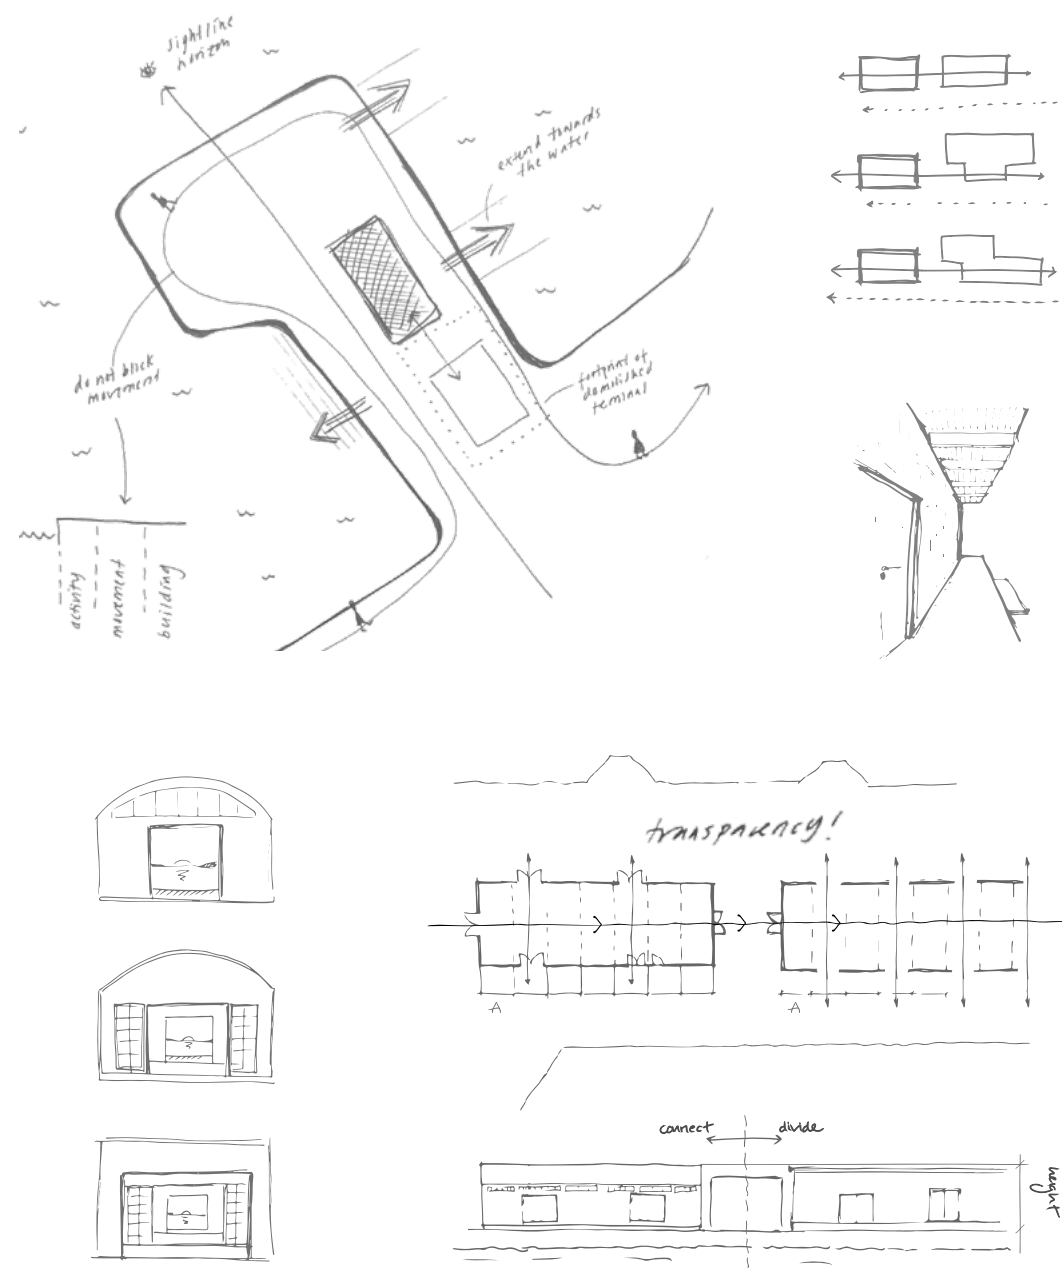 sightline
horizon
extend towards
the water
do not block
movement
footprint of
demolished
terminal
activity
movement
building
transparency!
A
A
connect
divide
height